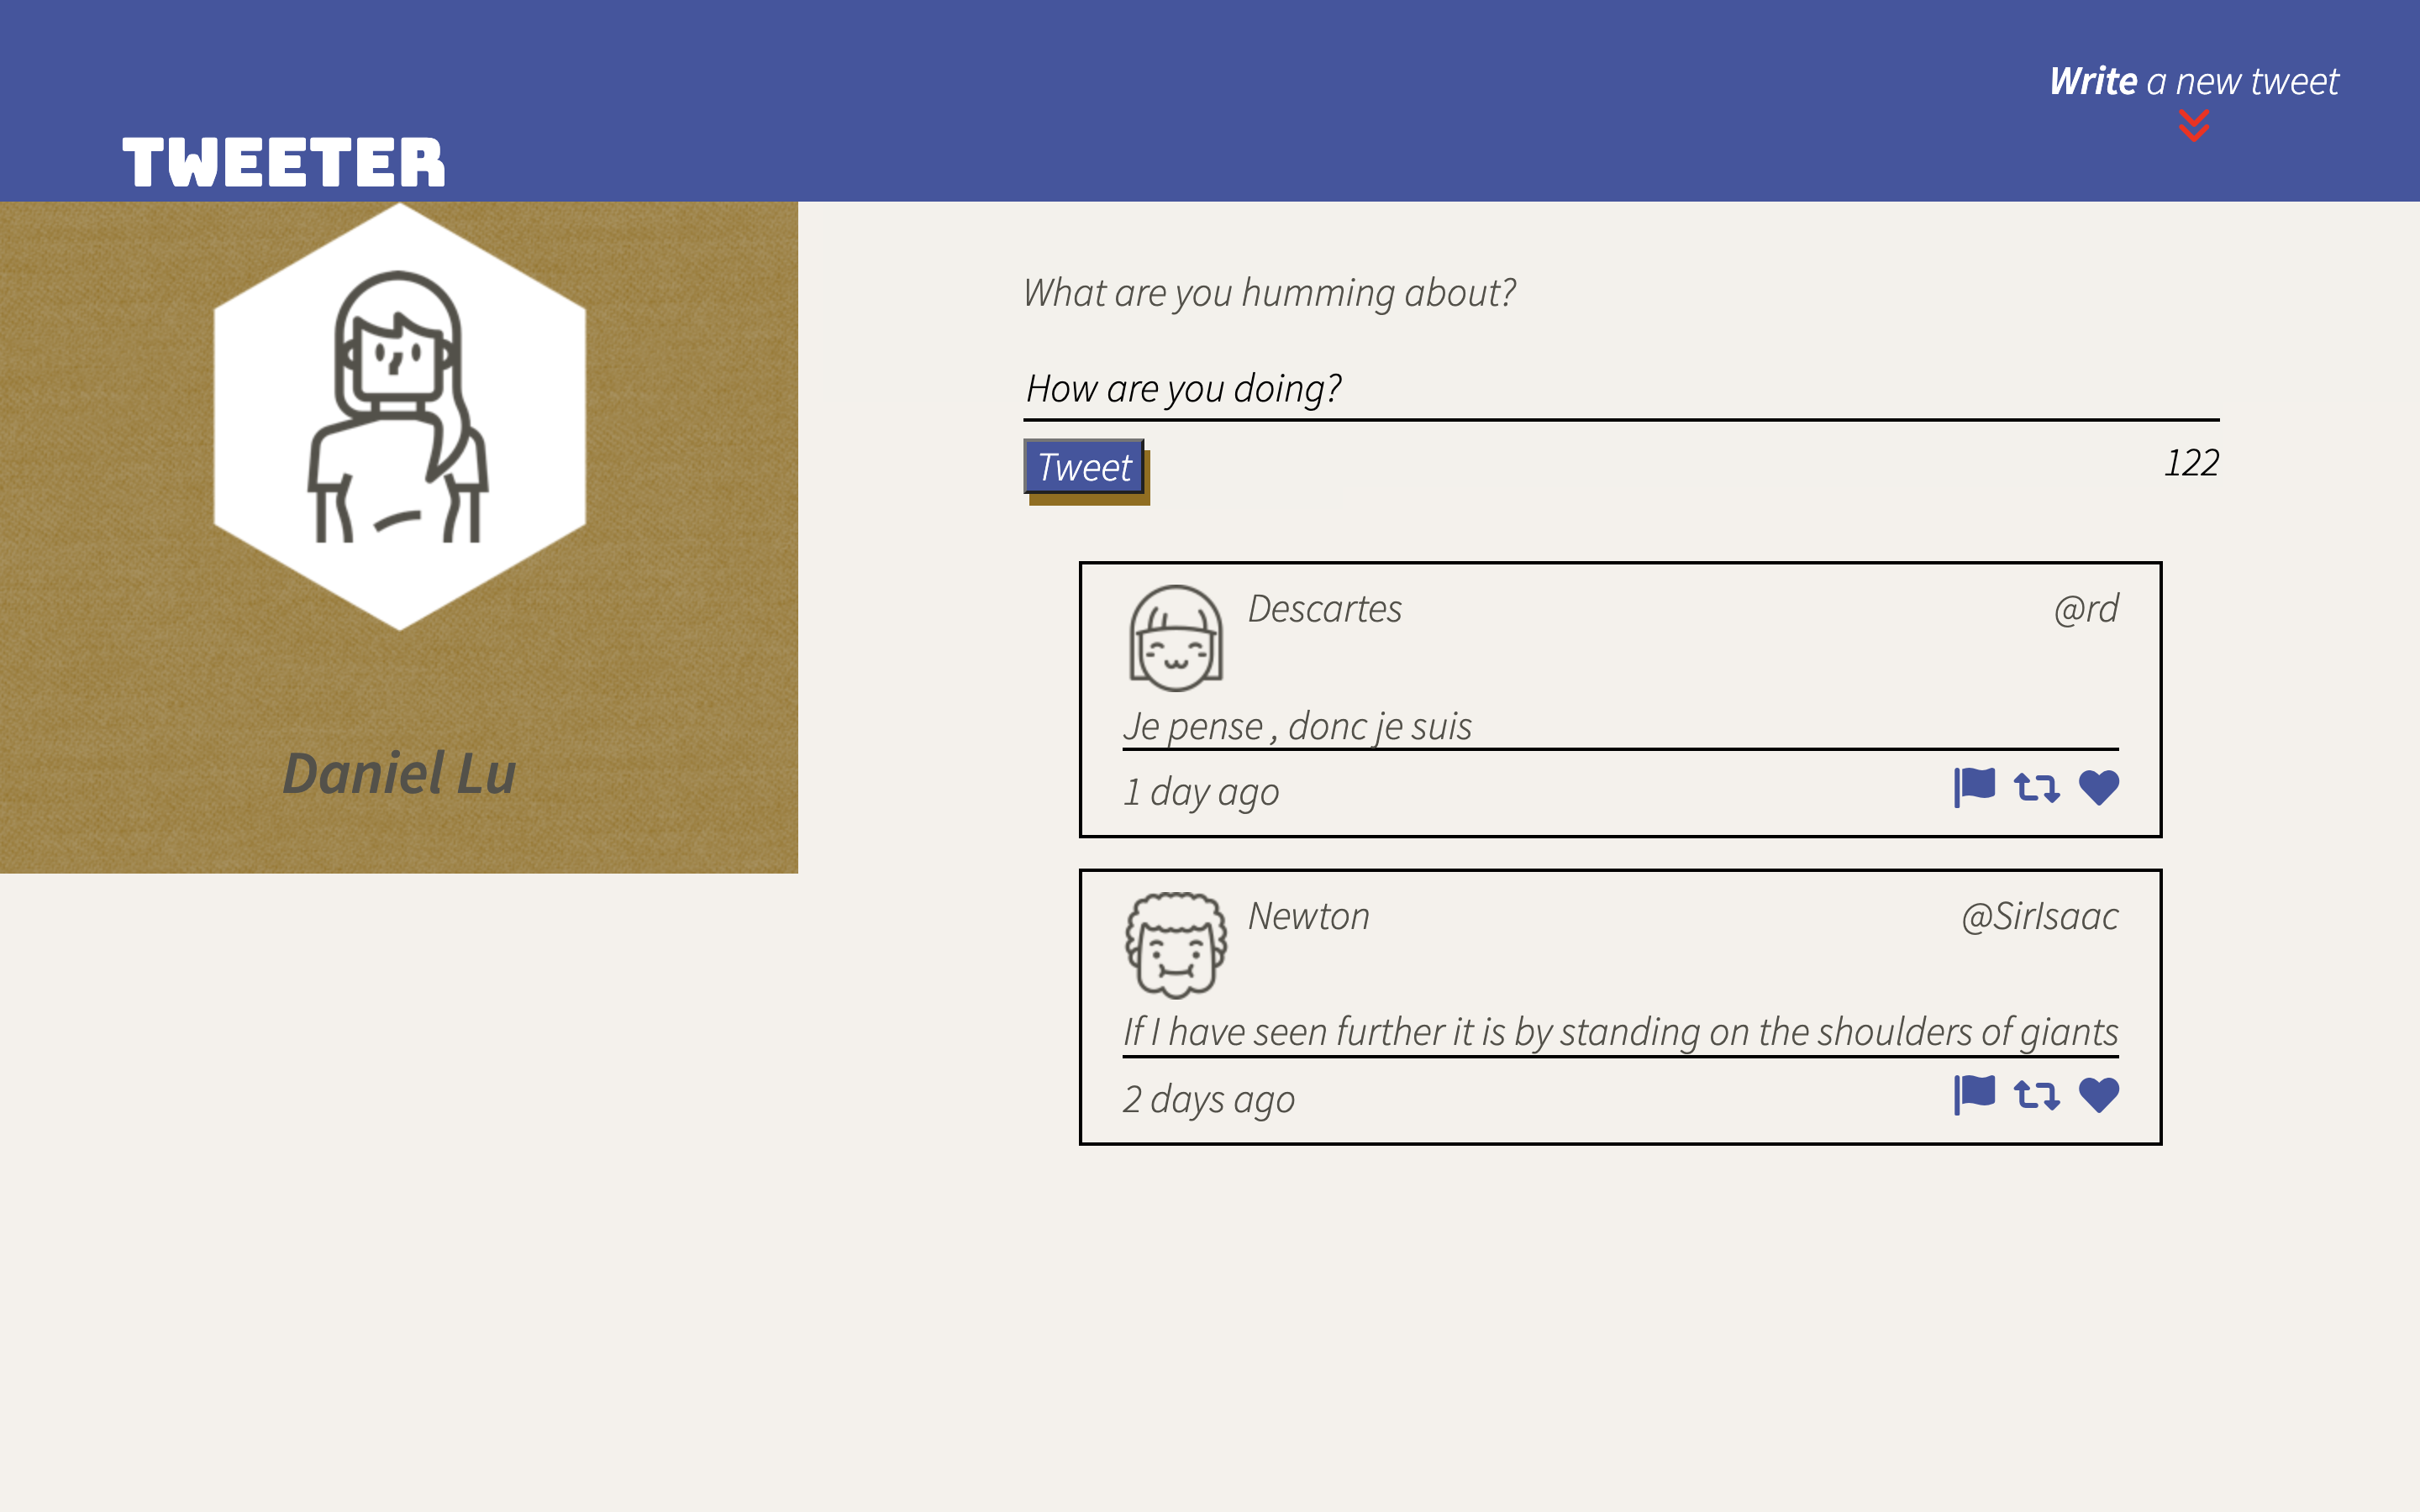 Write a new tweet
TWEETER
What are you humming about?
How are you doing?
Tweet
122
Daniel Lu
Descartes
@rd
Je pense , donc je suis
1 day ago
Newton
@SirIsaac
If I have seen further it is by standing on the shoulders of giants
2 days ago